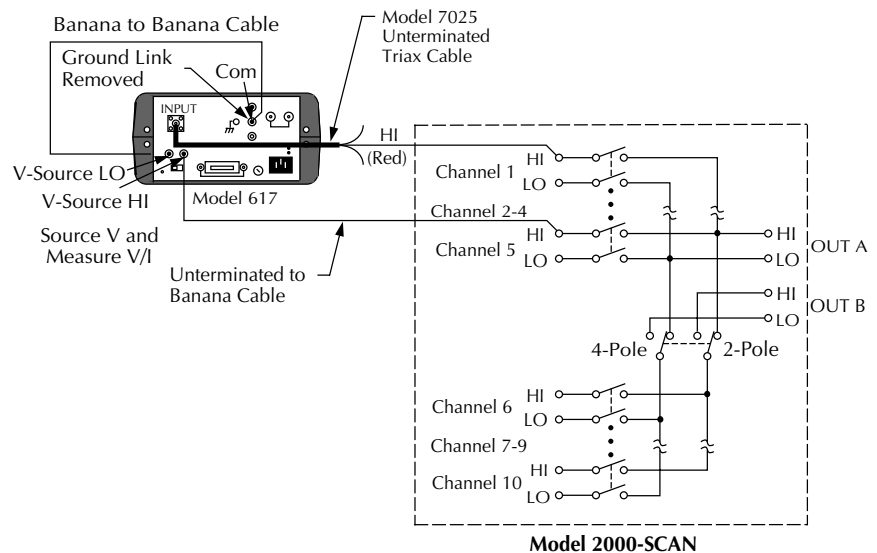 Banana to Banana Cable
Ground Link
Removed
Com
Model 7025
Unterminated
Triax Cable
INPUT
HI
(Red)
V-Source LO
V-Source HI
Model 617
Source V and
Measure V/I
Unterminated to
Banana Cable
Channel 1
HI
LO
Channel 2-4
Channel 5
HI
LO
HI
LO
OUT A
HI
LO
OUT B
4-Pole
2-Pole
Channel 6
HI
LO
Channel 7-9
Channel 10
HI
LO
Model 2000-SCAN